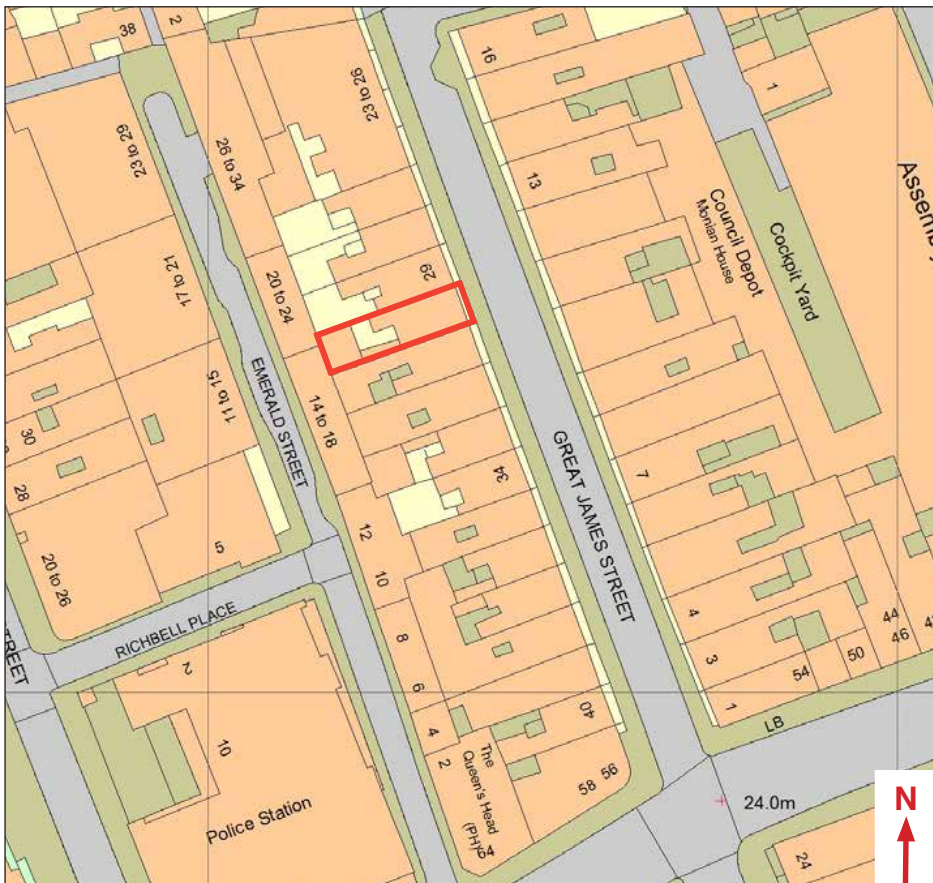 38
2
16
1
23 to 26
23 to 29
26 to 34
13
Council Depot
Monian House
Cockpit Yard
29
17 to 21
20 to 24
EMERALD STREET
11 to 15
14 to 18
30
28
34
GREAT JAMES STREET
7
12
20 to 26
5
10
RICHBELL PLACE
8
4
44
46
3
50
54
STREET
2
6
1
40
LB
10
4
2
The
Queen's Head
(PH)
64
58
56
Police Station
24.0m
N
24